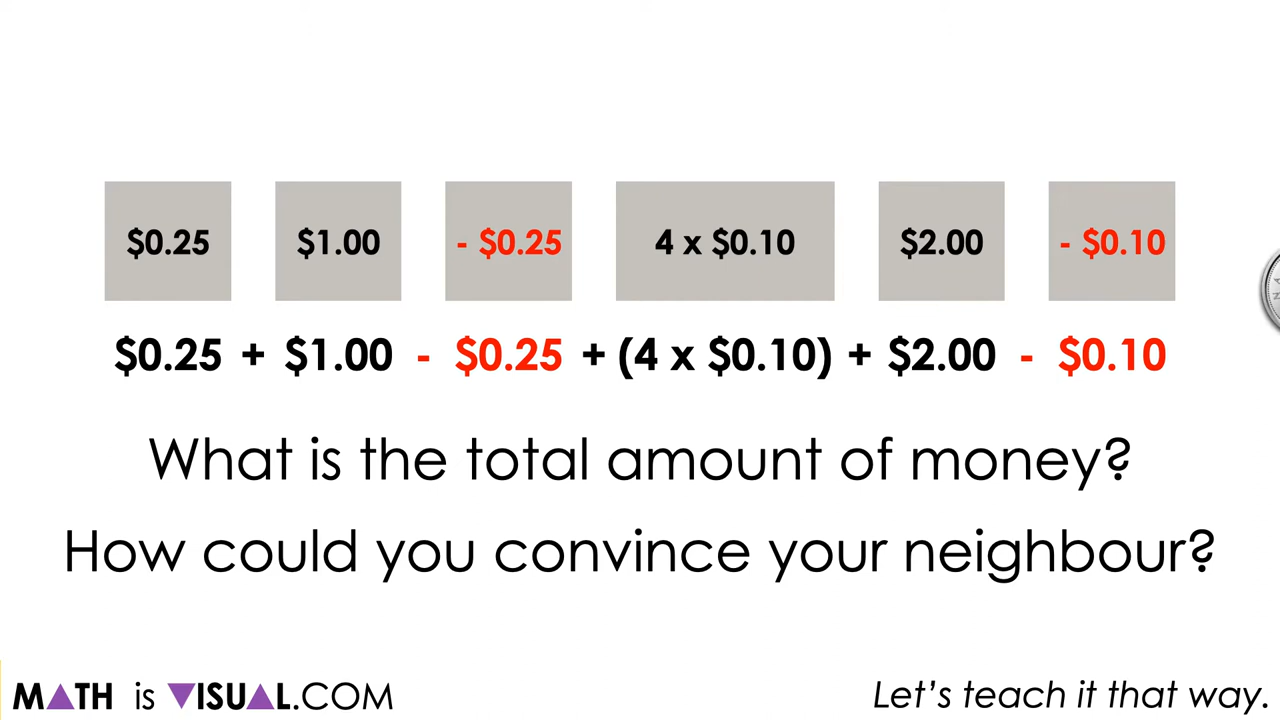 $0.25 $1.00 - $0.25 4 x $0.10 $2.00 - $0.10
$0.25 + $1.00 - $0.25 + (4 x $0.10) + $2.00 - $0.10
What is the total amount of money?
How could you convince your neighbour?
MATH is VISUAL.COM
Let's teach it that way.